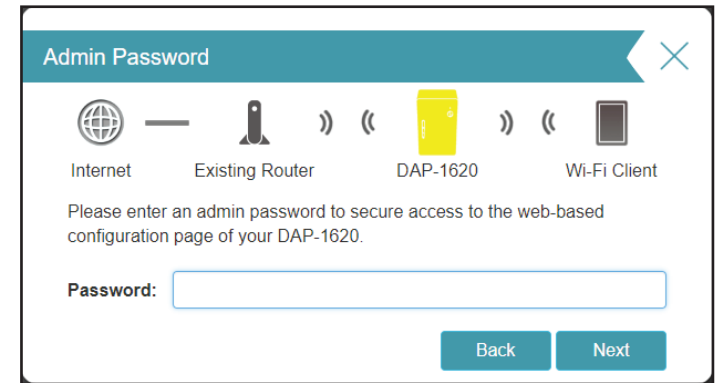 Admin Password
Internet
Existing Router
DAP-1620
Wi-Fi Client
Please enter an admin password to secure access to the web-based
configuration page of your DAP-1620.
Password:
Back
Next